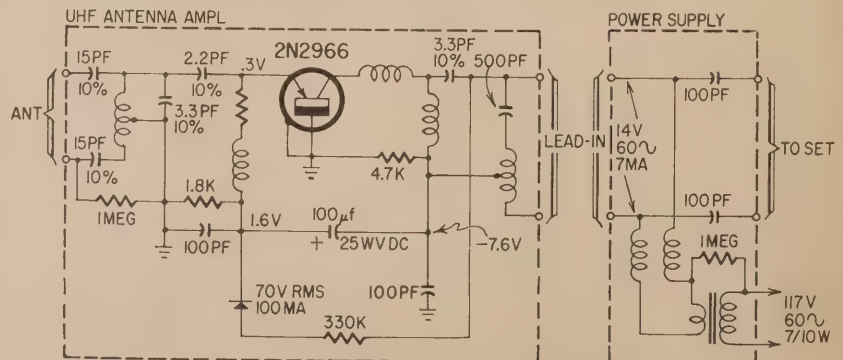 UHF ANTENNA AMPL
POWER SUPPLY
2N2966
15PF
10%
2.2PF
10%
.3V
3.3PF
10%
500PF
3.3PF
10%
ANT
15PF
10%
1MEG
1.8K
100PF
1.6V
100µf
+ 25WVDC
4.7K
-7.6V
100PF
70V RMS
100MA
330K
LEAD-IN
14V
60~
7MA
100PF
TO SET
100PF
1MEG
117V
60~
7/10W